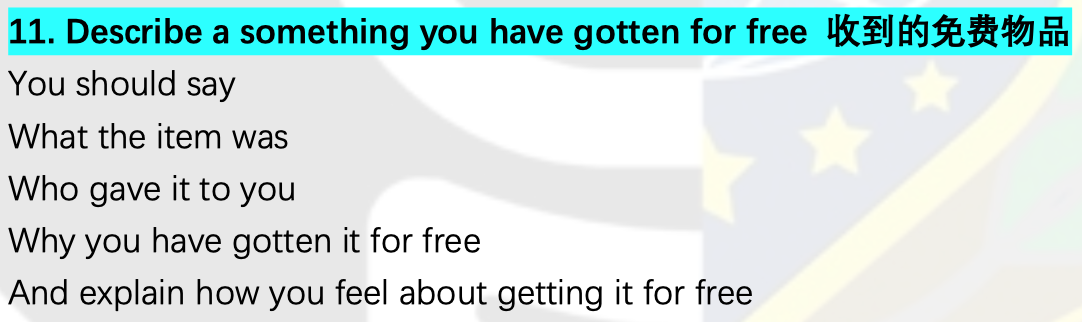 11. Describe a something you have gotten for free 收到的免费物品
You should say
What the item was
Who gave it to you
Why you have gotten it for free
And explain how you feel about getting it for free